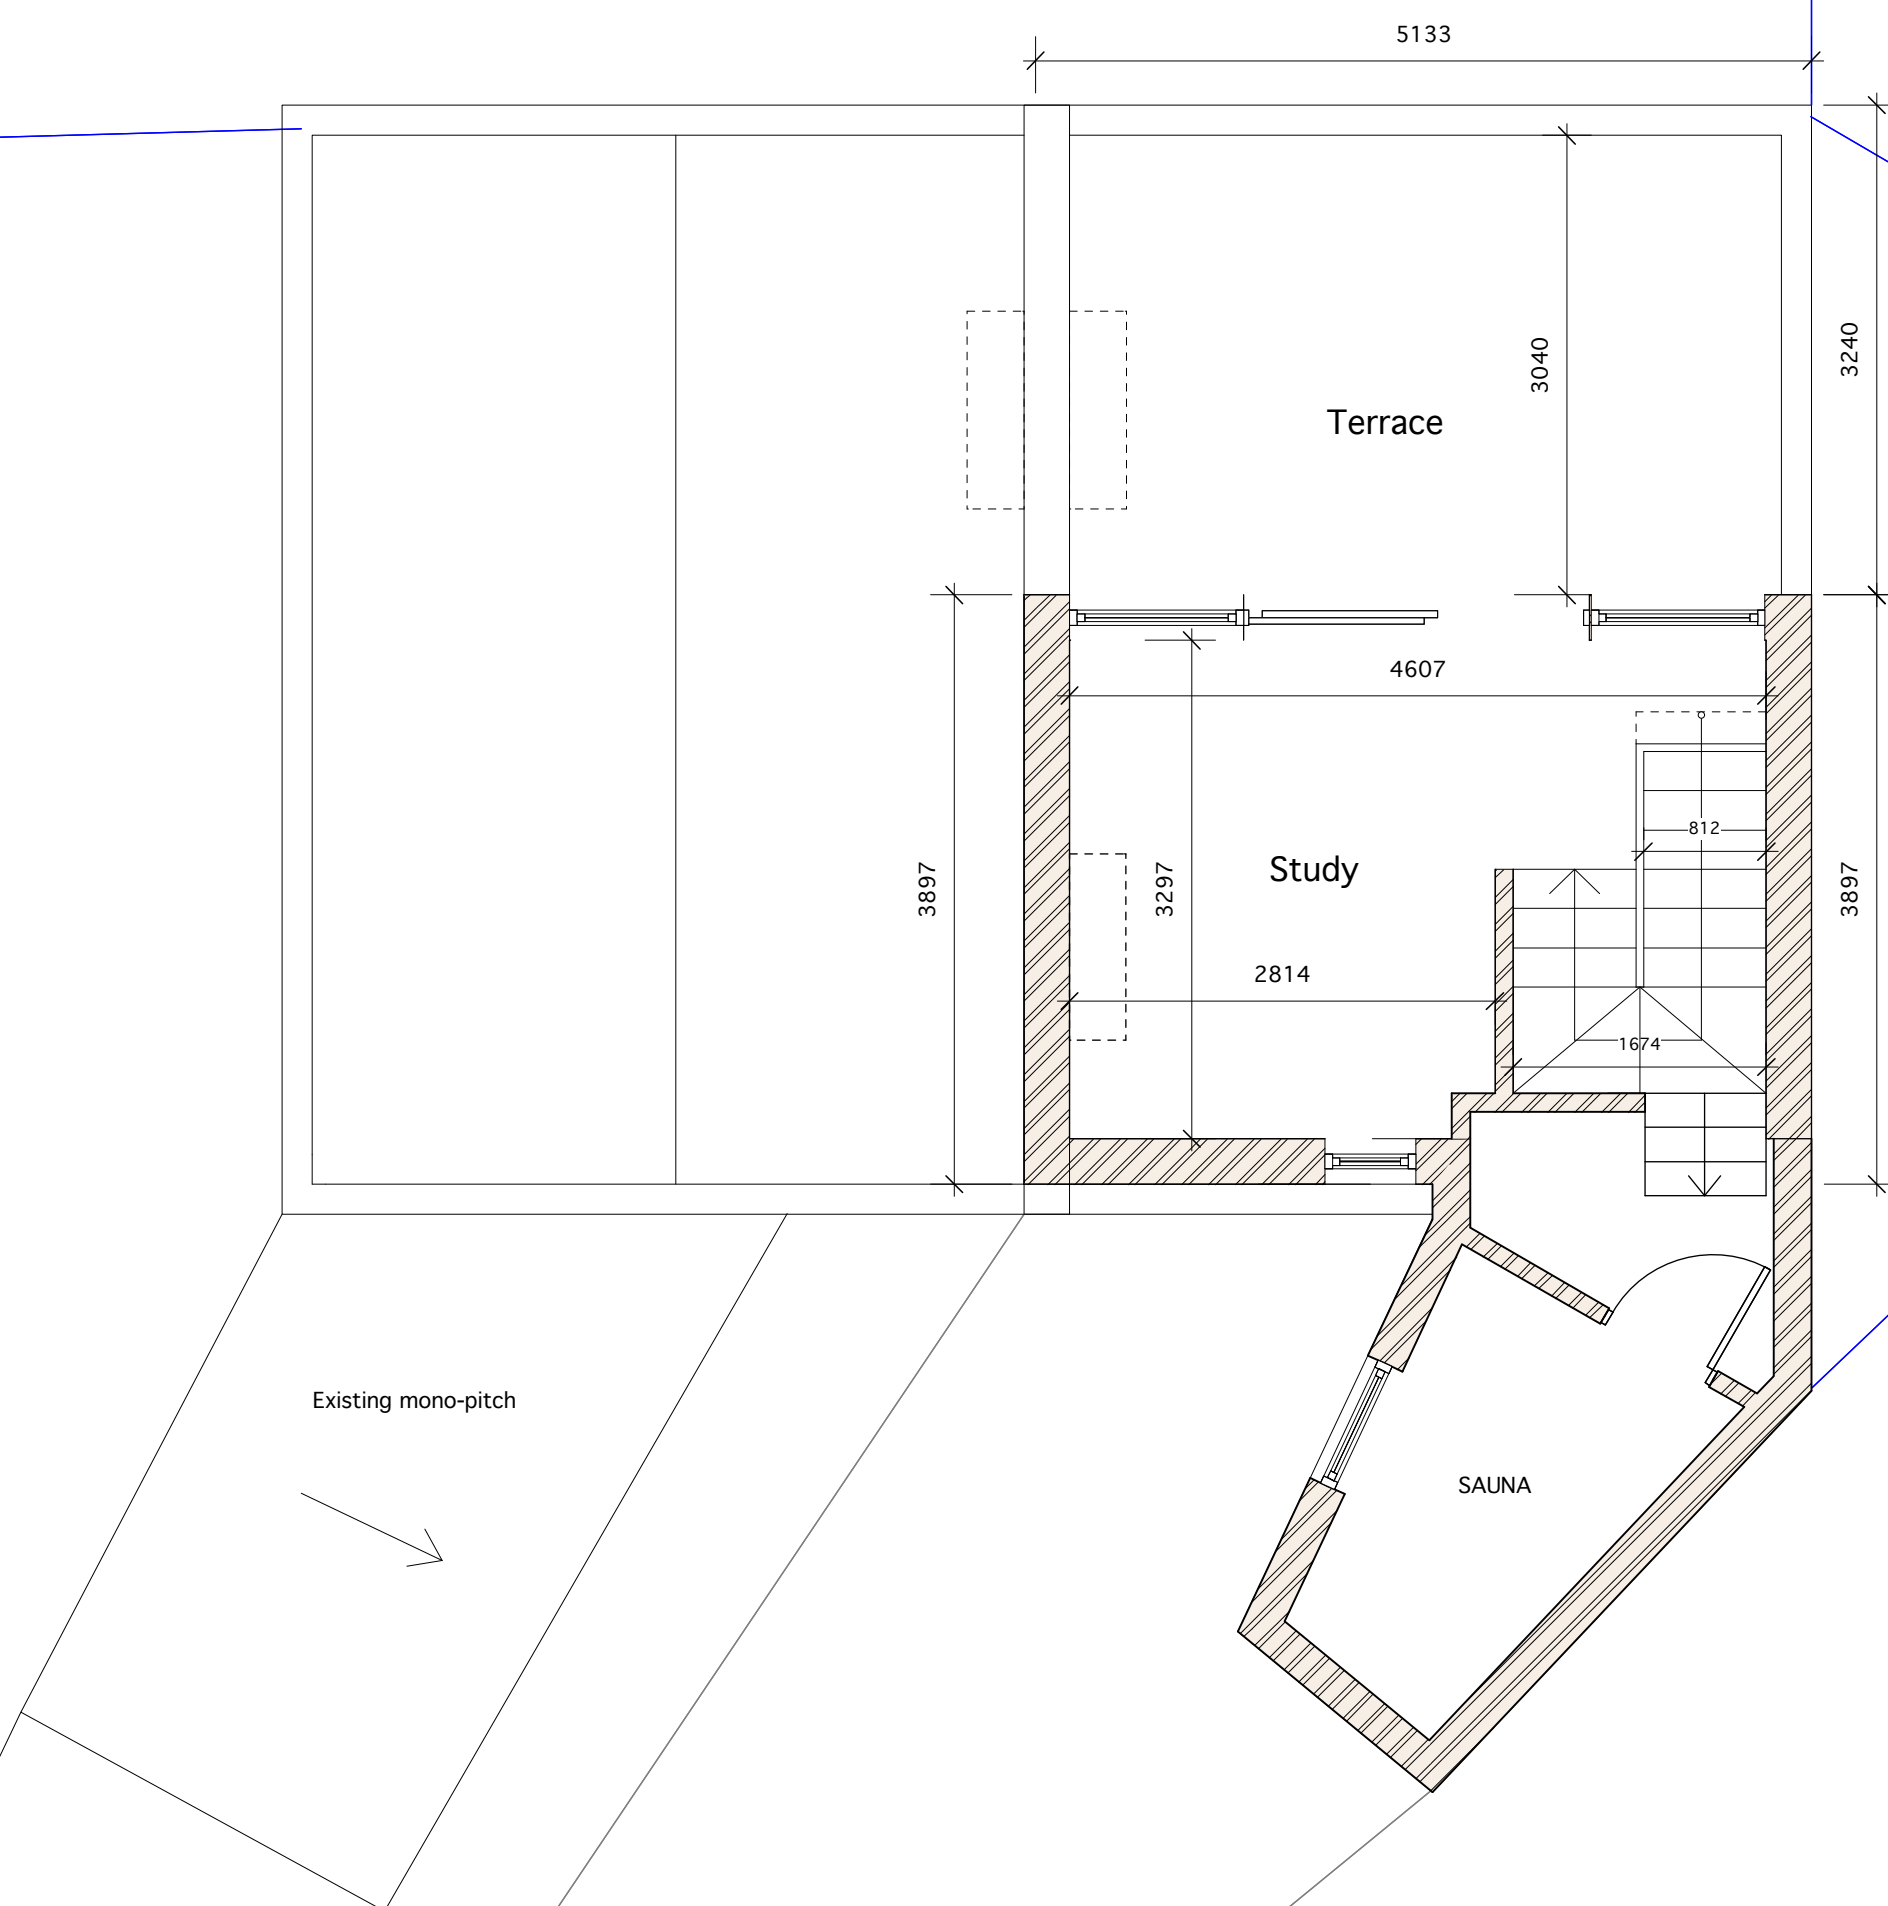 5133
3040
3240
Terrace
4607
812
Study
3897
3297
3897
2814
1674
Existing mono-pitch
SAUNA